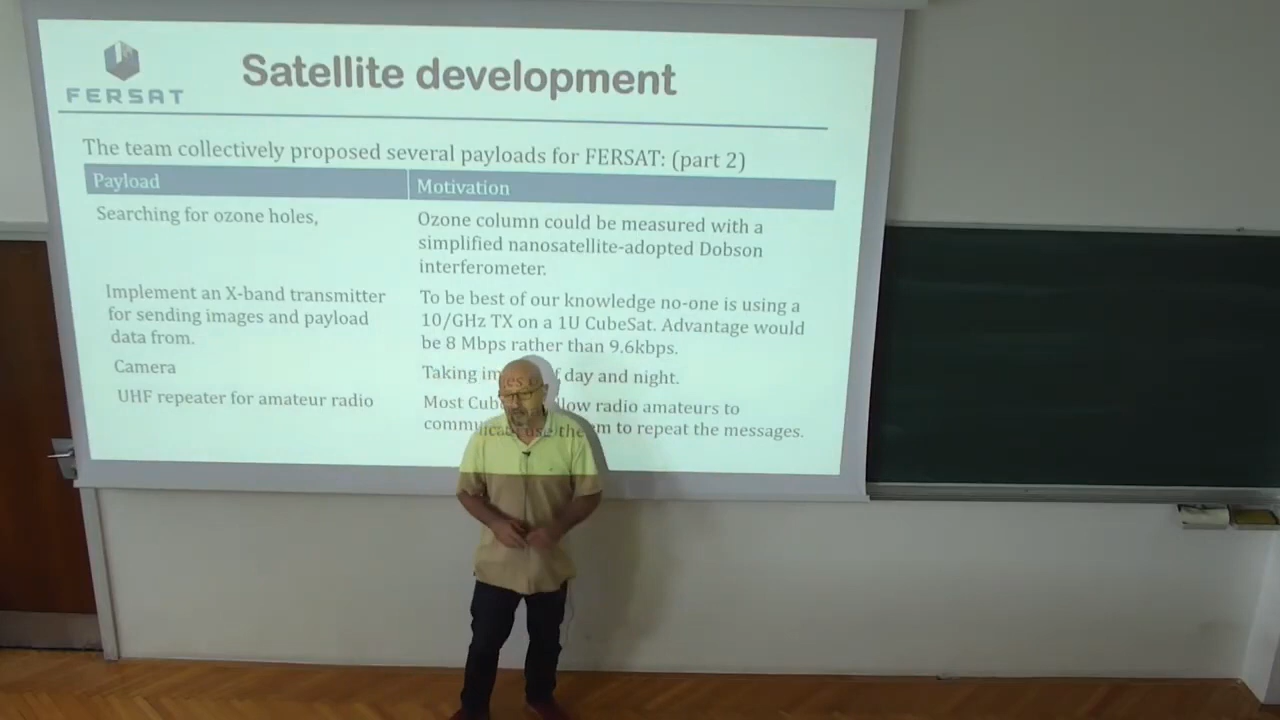 FERSAT
Satellite development
The team collectively proposed several payloads for FERSAT: (part 2)
Payload
Motivation
Searching for ozone holes,
Ozone column could be measured with a
simplified nanosatellite-adopted Dobson
interferometer.
Implement an X-band transmitter
for sending images and payload
data from.
To be best of our knowledge no-one is using a
10/GHz TX on a 1U CubeSat. Advantage would
be 8 Mbps rather than 9.6kbps.
Camera
Taking images of day and night.
UHF repeater for amateur radio
Most radio amateurs to
use them to repeat the messages.